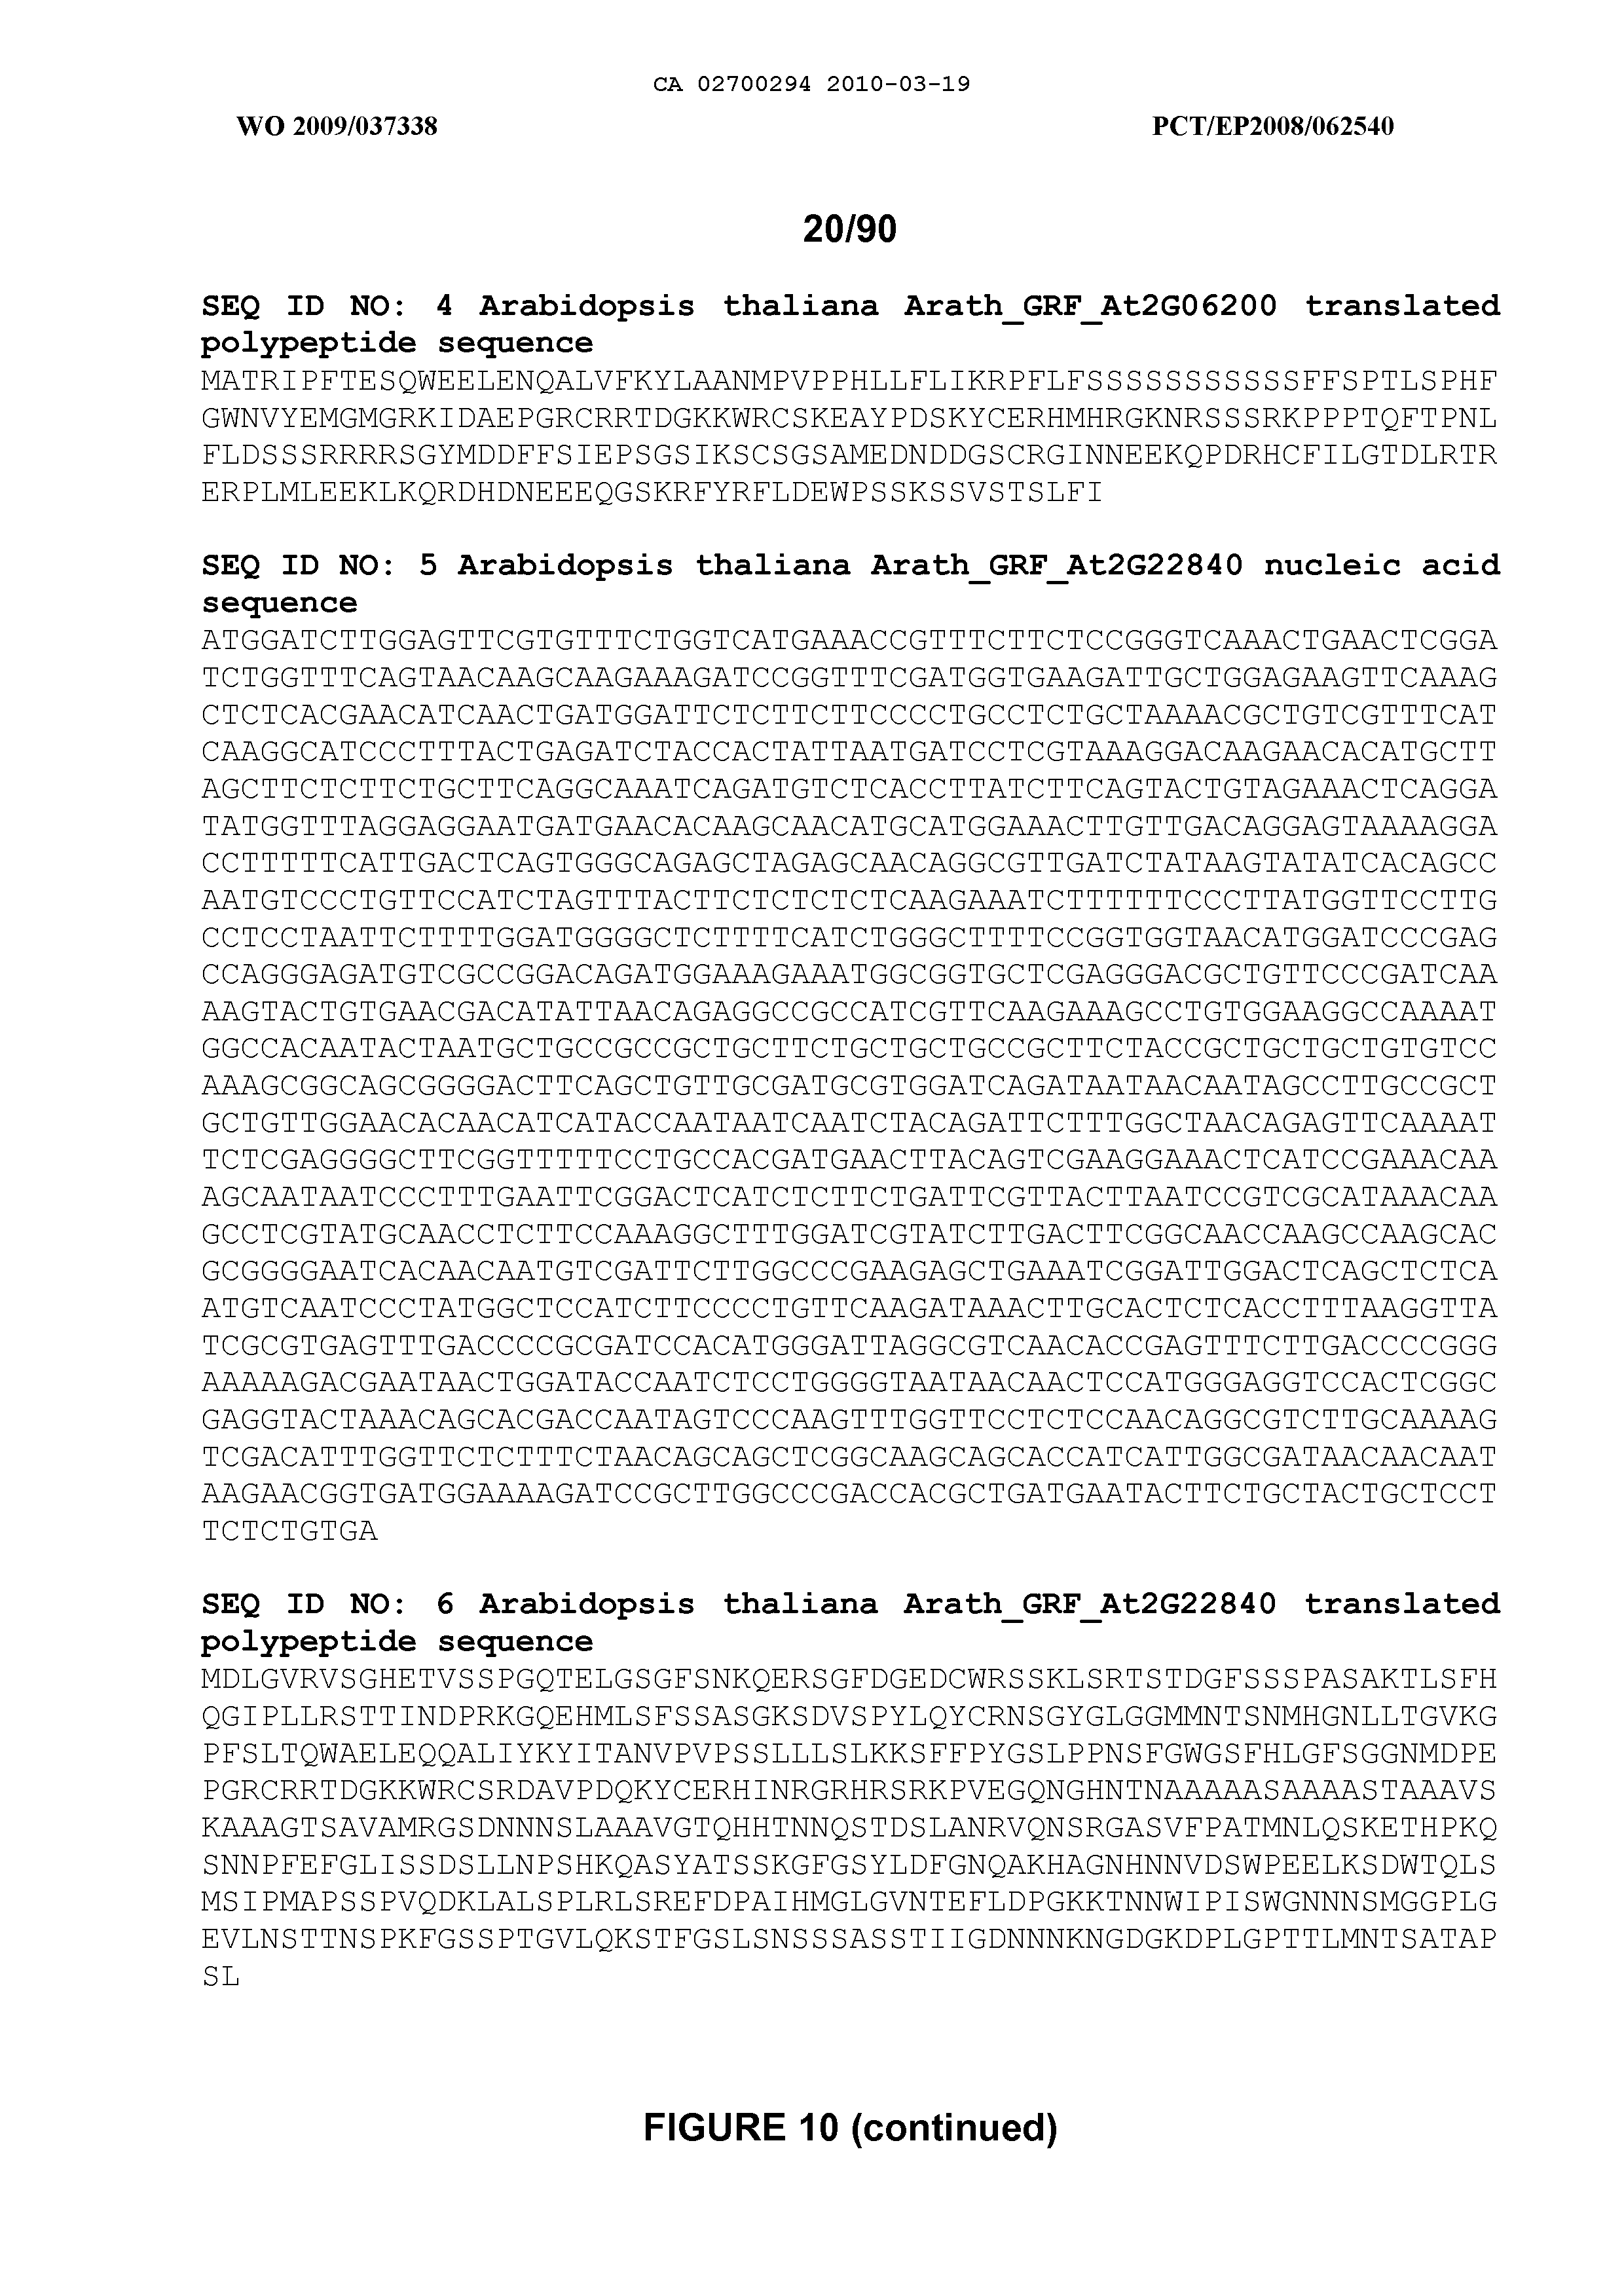 CA 02700294 2010-03-19
WO 2009/037338 PCT/EP2008/062540
20/90
SEQ ID NO: 4 Arabidopsis thaliana Arath_GRF_At2G06200 translated
polypeptide sequence
MATRIPFTESQWEELENQALVFKYLAANMPVPPHLLFLIKRPFLFSSSSSSSSSSSFFSPTLSPHF
GWNVYEMGMGRKIDAEPGRCRRTDGKKWRCSKEAYPDSKYCERHMHRGKNRSSSRKPPPTQFTPNL
FLDSSSRRRRSGYMDDFFSIEPSGSIKSCSGSAMEDNDDGSCRGINNEEKQPDRHCFILGTDLRTR
ERPLMLEEKLKQRDHDNEEEQGSKRFYRFLDEWPSSKSSVSTSLFI
SEQ ID NO: 5 Arabidopsis thaliana Arath_GRF_At2G22840 nucleic acid
sequence
ATGGATCTTGGAGTTCGTGTTTCTGGTCATGAAACCGTTTCTTCTCCGGGTCAAACTGAACTCGGA
TCTGGTTTCAGTAACAAGCAAGAAAGATCCGGTTTCGATGGTGAAGATTGCTGGAGAAGTTCAAAG
CTCTCACGAACATCAACTGATGGATTCTCTTCTTCCCCTGCCTCTGCTAAAACGCTGTCGTTTCAT
CAAGGCATCCCTTTACTGAGATCTACCACTATTAATGATCCTCGTAAAGGACAAGAACACATGCTT
AGCTTCTCTTCTGCTTCAGGCAAATCAGATGTCTCACCTTATCTTCAGTACTGTAGAAACTCAGGA
TATGGTTTAGGAGGAATGATGAACACAAGCAACATGCATGGAAACTTGTTGACAGGAGTAAAAGGA
CCTTTTTCATTGACTCAGTGGGCAGAGCTAGAGCAACAGGCGTTGATCTATAAGTATATCACAGCC
AATGTCCCTGTTCCATCTAGTTTACTTCTCTCTCTCAAGAAATCTTTTTTCCCTTATGGTTCCTTG
CCTCCTAATTCTTTTGGATGGGGCTCTTTTCATCTGGGCTTTTCCGGTGGTAACATGGATCCCGAG
CCAGGGAGATGTCGCCGGACAGATGGAAAGAAATGGCGGTGCTCGAGGGACGCTGTTCCCGATCAA
AAGTACTGTGAACGACATATTAACAGAGGCCGCCATCGTTCAAGAAAGCCTGTGGAAGGCCAAAAT
GGCCACAATACTAATGCTGCCGCCGCTGCTTCTGCTGCTGCCGCTTCTACCGCTGCTGCTGTGTCC
AAAGCGGCAGCGGGGACTTCAGCTGTTGCGATGCGTGGATCAGATAATAACAATAGCCTTGCCGCT
GCTGTTGGAACACAACATCATACCAATAATCAATCTACAGATTCTTTGGCTAACAGAGTTCAAAAT
TCTCGAGGGGCTTCGGTTTTTCCTGCCACGATGAACTTACAGTCGAAGGAAACTCATCCGAAACAA
AGCAATAATCCCTTTGAATTCGGACTCATCTCTTCTGATTCGTTACTTAATCCGTCGCATAAACAA
GCCTCGTATGCAACCTCTTCCAAAGGCTTTGGATCGTATCTTGACTTCGGCAACCAAGCCAAGCAC
GCGGGGAATCACAACAATGTCGATTCTTGGCCCGAAGAGCTGAAATCGGATTGGACTCAGCTCTCA
ATGTCAATCCCTATGGCTCCATCTTCCCCTGTTCAAGATAAACTTGCACTCTCACCTTTAAGGTTA
TCGCGTGAGTTTGACCCCGCGATCCACATGGGATTAGGCGTCAACACCGAGTTTCTTGACCCCGGG
AAAAAGACGAATAACTGGATACCAATCTCCTGGGGTAATAACAACTCCATGGGAGGTCCACTCGGC
GAGGTACTAAACAGCACGACCAATAGTCCCAAGTTTGGTTCCTCTCCAACAGGCGTCTTGCAAAAG
TCGACATTTGGTTCTCTTTCTAACAGCAGCTCGGCAAGCAGCACCATCATTGGCGATAACAACAAT
AAGAACGGTGATGGAAAAGATCCGCTTGGCCCGACCACGCTGATGAATACTTCTGCTACTGCTCCT
TCTCTGTGA
SEQ ID NO: 6 Arabidopsis thaliana Arath_GRF_At2G22840 translated
polypeptide sequence
MDLGVRVSGHETVSSPGQTELGSGFSNKQERSGFDGEDCWRSSKLSRTSTDGFSSSPASAKTLSFH
QGIPLLRSTTINDPRKGQEHMLSFSSASGKSDVSPYLQYCRNSGYGLGGMMNTSNMHGNLLTGVKG
PFSLTQWAELEQQALIYKYITANVPVPSSLLLSLKKSFFPYGSLPPNSFGWGSFHLGFSGGNMDPE
PGRCRRTDGKKWRCSRDAVPDQKYCERHINRGRHRSRKPVEGQNGHNTNAAAAASAAAASTAAAVS
KAAAGTSAVAMRGSDNNNSLAAAVGTQHHTNNQSTDSLANRVQNSRGASVFPATMNLQSKETHPKQ
SNNPFEFGLISSDSLLNPSHKQASYATSSKGFGSYLDFGNQAKHAGNHNNVDSWPEELKSDWTQLS
MSIPMAPSSPVQDKLALSPLRLSREFDPAIHMGLGVNTEFLDPGKKTNNWIPISWGNNNSMGGPLG
EVLNSTTNSPKFGSSPTGVLQKSTFGSLSNSSSASSTIIGDNNNKNGDGKDPLGPTTLMNTSATAP
SL
FIGURE 10 (continued)